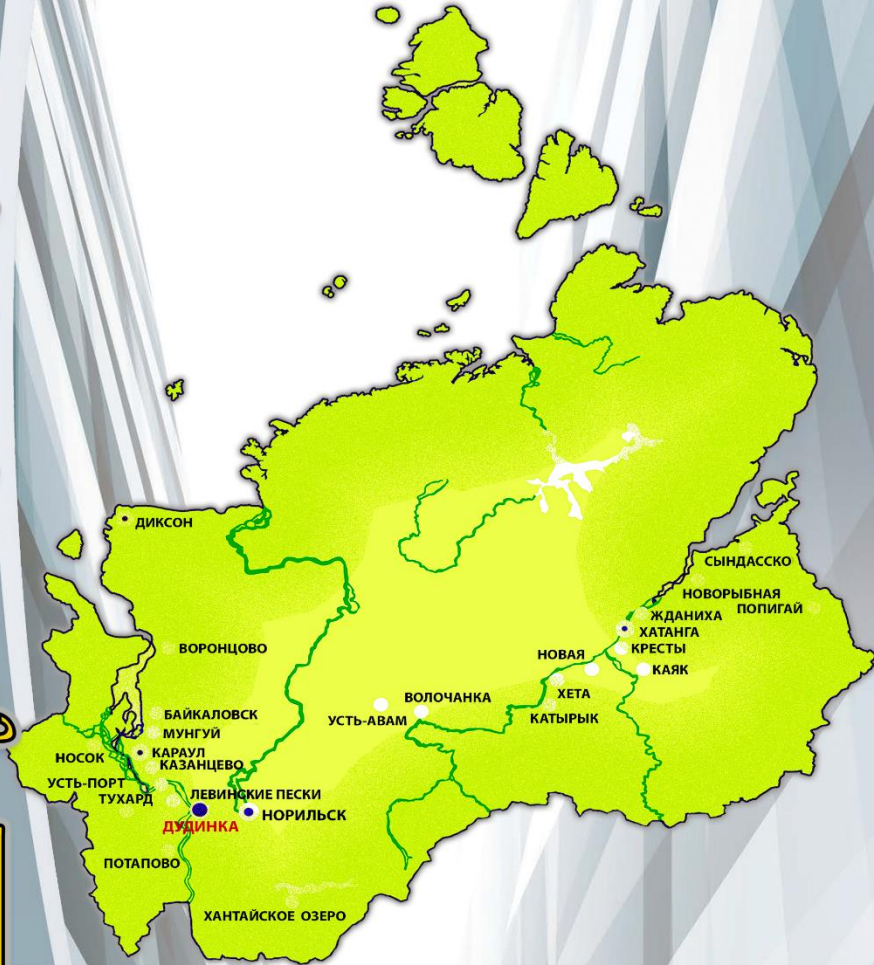 ДИКСОН
СЫНДАССКО
НОВОРЫБНАЯ
ПОПИГАЙ
ЖДАНИХА
ХАТАНГА
КРЕСТЫ
ВОРОНЦОВО
НОВАЯ
КАЯК
ХЕТА
ВОЛОЧАНКА
КАТЫРЫК
УСТЬ-АВАМ
БАЙКАЛОВСК
МУНГУЙ
КАРАУЛ
НОСОК
КАЗАНЦЕВО
УСТЬ-ПОРТ
ЛЕВИНСКИЕ ПЕСКИ
ТУХАРД
НОРИЛЬСК
ДУДИНКА
ПОТАПОВО
ХАНТАЙСКОЕ ОЗЕРО